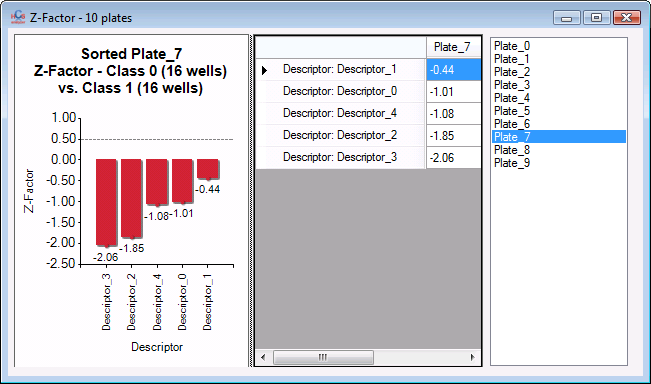 Z-Factor - 10 plates
Sorted Plate_7
Z-Factor - Class 0 (16 wells)
vs. Class 1 (16 wells)
1.00
0.50
0.00
-0.50
-1.00
-1.50
-2.00
-2.50
Z-Factor
-2.06
-1.85
-1.08
-1.01
-0.44
Descriptor_3
Descriptor_2
Descriptor_4
Descriptor_0
Descriptor_1
Descriptor
Plate_7
Descriptor: Descriptor_1 -0.44
Descriptor: Descriptor_0 -1.01
Descriptor: Descriptor_4 -1.08
Descriptor: Descriptor_2 -1.85
Descriptor: Descriptor_3 -2.06
Plate_0
Plate_1
Plate_2
Plate_3
Plate_4
Plate_5
Plate_6
Plate_7
Plate_8
Plate_9